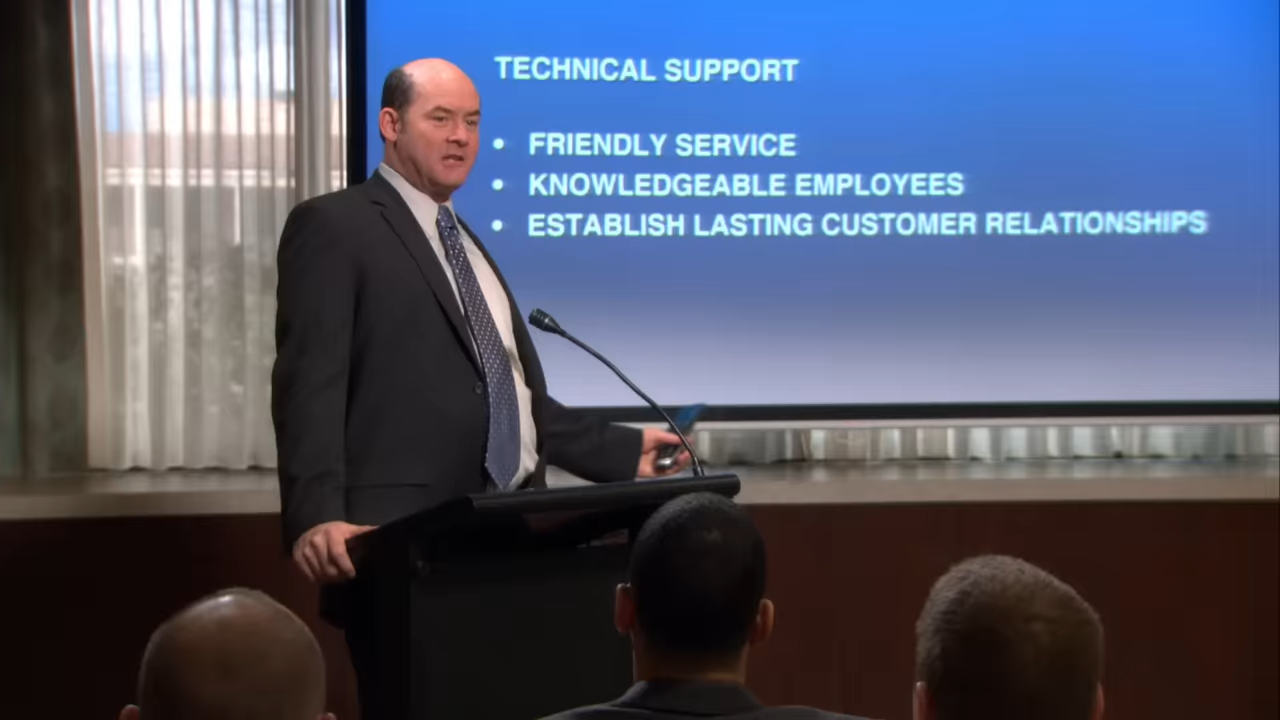 TECHNICAL SUPPORT
• FRIENDLY SERVICE
• KNOWLEDGEABLE EMPLOYEES
• ESTABLISH LASTING CUSTOMER RELATIONSHIPS